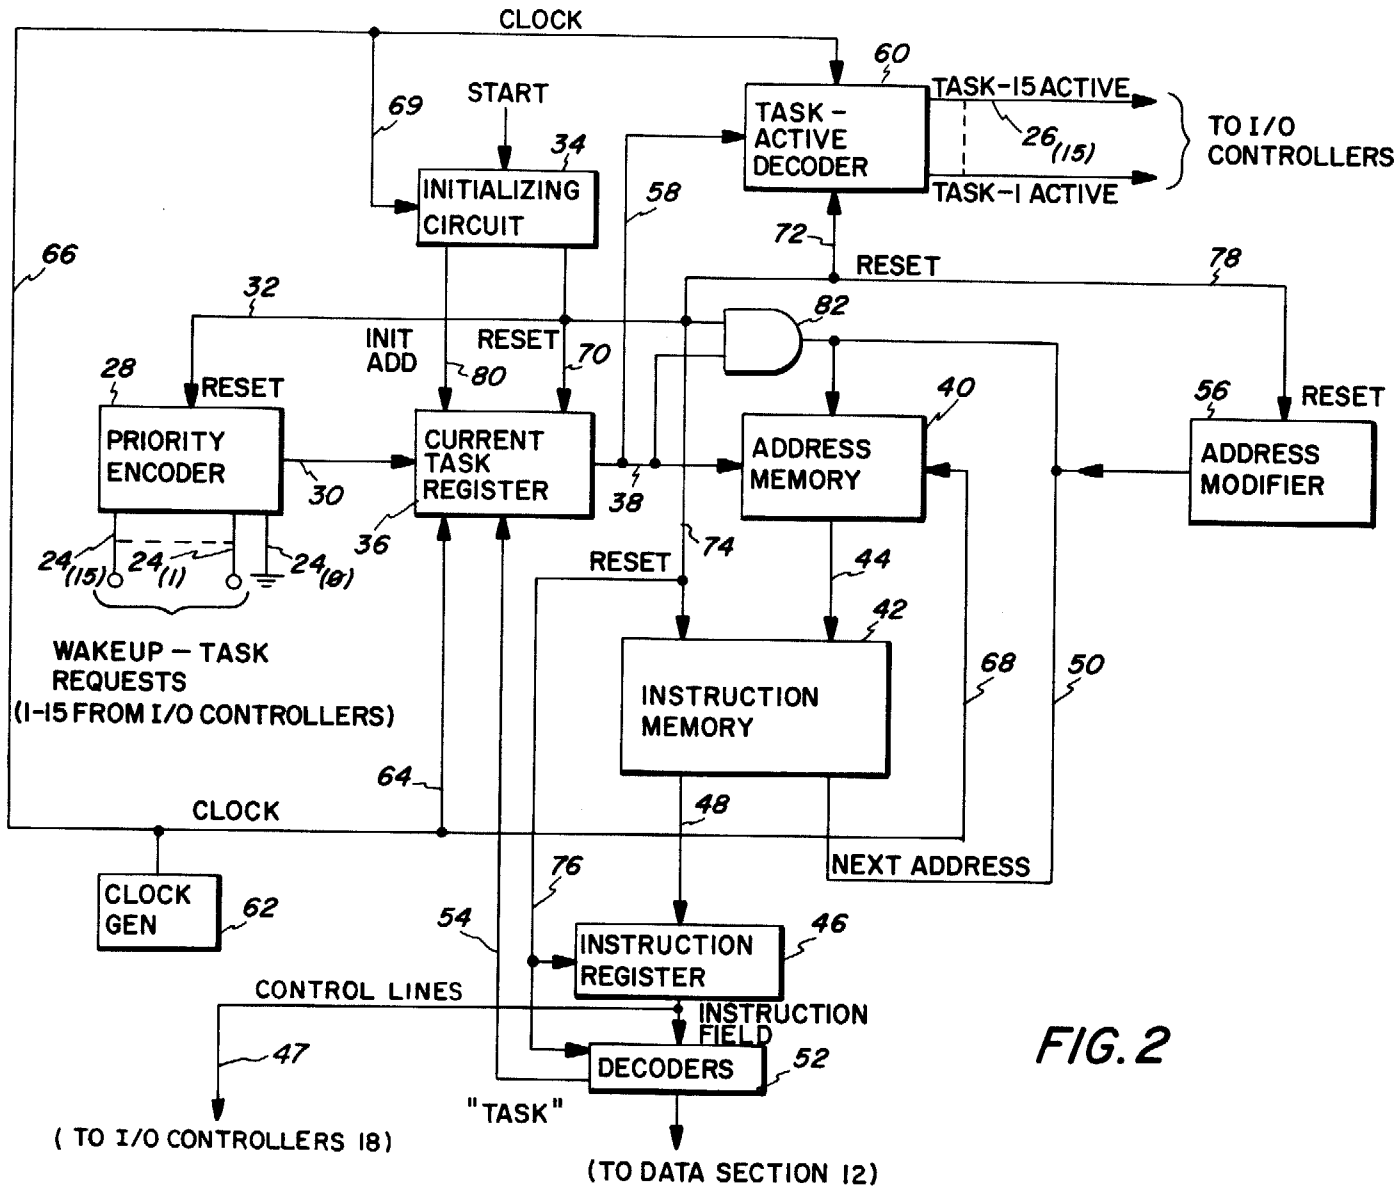 CLOCK
60
TASK-15 ACTIVE
26 (15)
TASK-1 ACTIVE
TO I/O
CONTROLLERS
TASK-
ACTIVE
DECODER
START
69
34
INITIALIZING
CIRCUIT
58
72
RESET
78
66
32
82
INIT
ADD
80
RESET
70
28
RESET
PRIORITY
ENCODER
30
CURRENT
TASK
REGISTER
36
38
40
ADDRESS
MEMORY
56
RESET
ADDRESS
MODIFIER
24 (15)
24 (1)
24 (0)
74
RESET
44
42
WAKEUP-TASK
REQUESTS
(1-15 FROM I/O CONTROLLERS)
INSTRUCTION
MEMORY
68
50
64
CLOCK
48
NEXT ADDRESS
CLOCK
GEN
62
76
54
INSTRUCTION
REGISTER
46
CONTROL LINES
INSTRUCTION
FIELD
47
DECODERS
52
"TASK"
FIG. 2
(TO I/O CONTROLLERS 18)
(TO DATA SECTION 12)